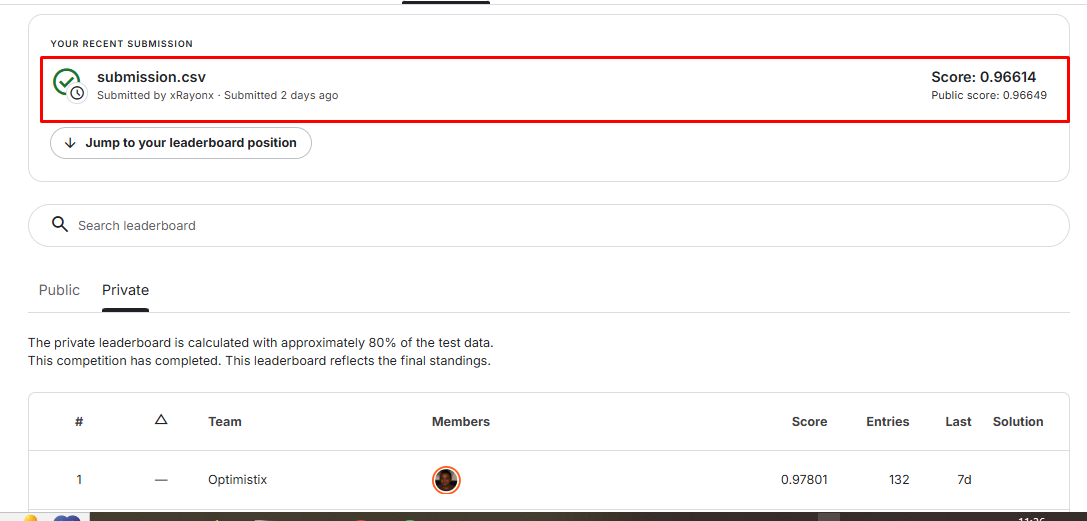 YOUR RECENT SUBMISSION
submission.csv
Submitted by xRayonx · Submitted 2 days ago
Score: 0.96614
Public score: 0.96649
Jump to your leaderboard position
Search leaderboard
Public Private
The private leaderboard is calculated with approximately 80% of the test data.
This competition has completed. This leaderboard reflects the final standings.
# Team Members Score Entries Last Solution
1 — Optimistix 0.97801 132 7d